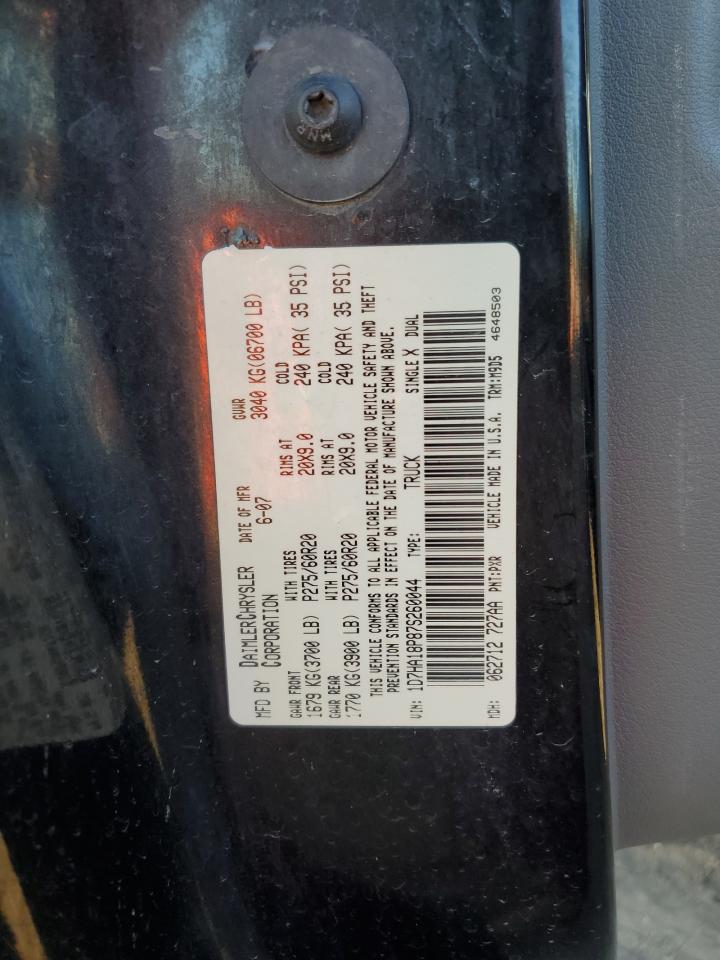 MNP
MFD BY DAIMLERCHRYSLER CORPORATION DATE OF MFR 6-07 GVWR 3040 KG(06700 LB)
GAWR FRONT WITH TIRES RIMS AT COLD
1679 KG(3700 LB) P275/60R20 20X9.0 240 KPA( 35 PSI)
GAWR REAR WITH TIRES RIMS AT COLD
1770 KG(3900 LB) P275/60R20 20X9.0 240 KPA( 35 PSI)
THIS VEHICLE CONFORMS TO ALL APPLICABLE FEDERAL MOTOR VEHICLE SAFETY AND THEFT
PREVENTION STANDARDS IN EFFECT ON THE DATE OF MANUFACTURE SHOWN ABOVE.
VIN: 1D7HA18P87S260044 TYPE: TRUCK SINGLE X DUAL
MDH: 062712 727AA PNT:PXR VEHICLE MADE IN U.S.A. TRM:M9D5 4648503